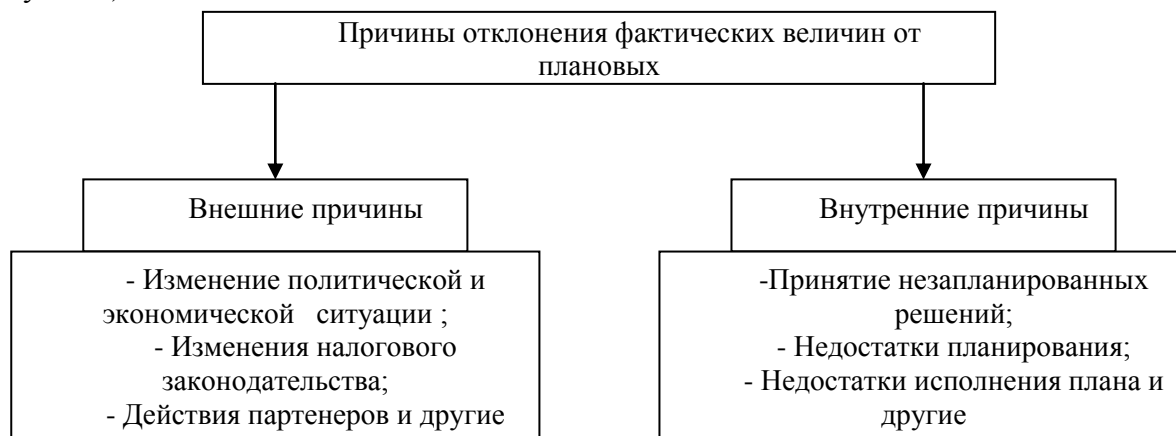 Причины отклонения фактических величин от
плановых
Внешние причины
- Изменение политической и
экономической ситуации ;
- Изменения налогового
законодательства;
- Действия партенеров и другие
Внутренние причины
-Принятие незапланированных
решений;
- Недостатки планирования;
- Недостатки исполнения плана и
другие